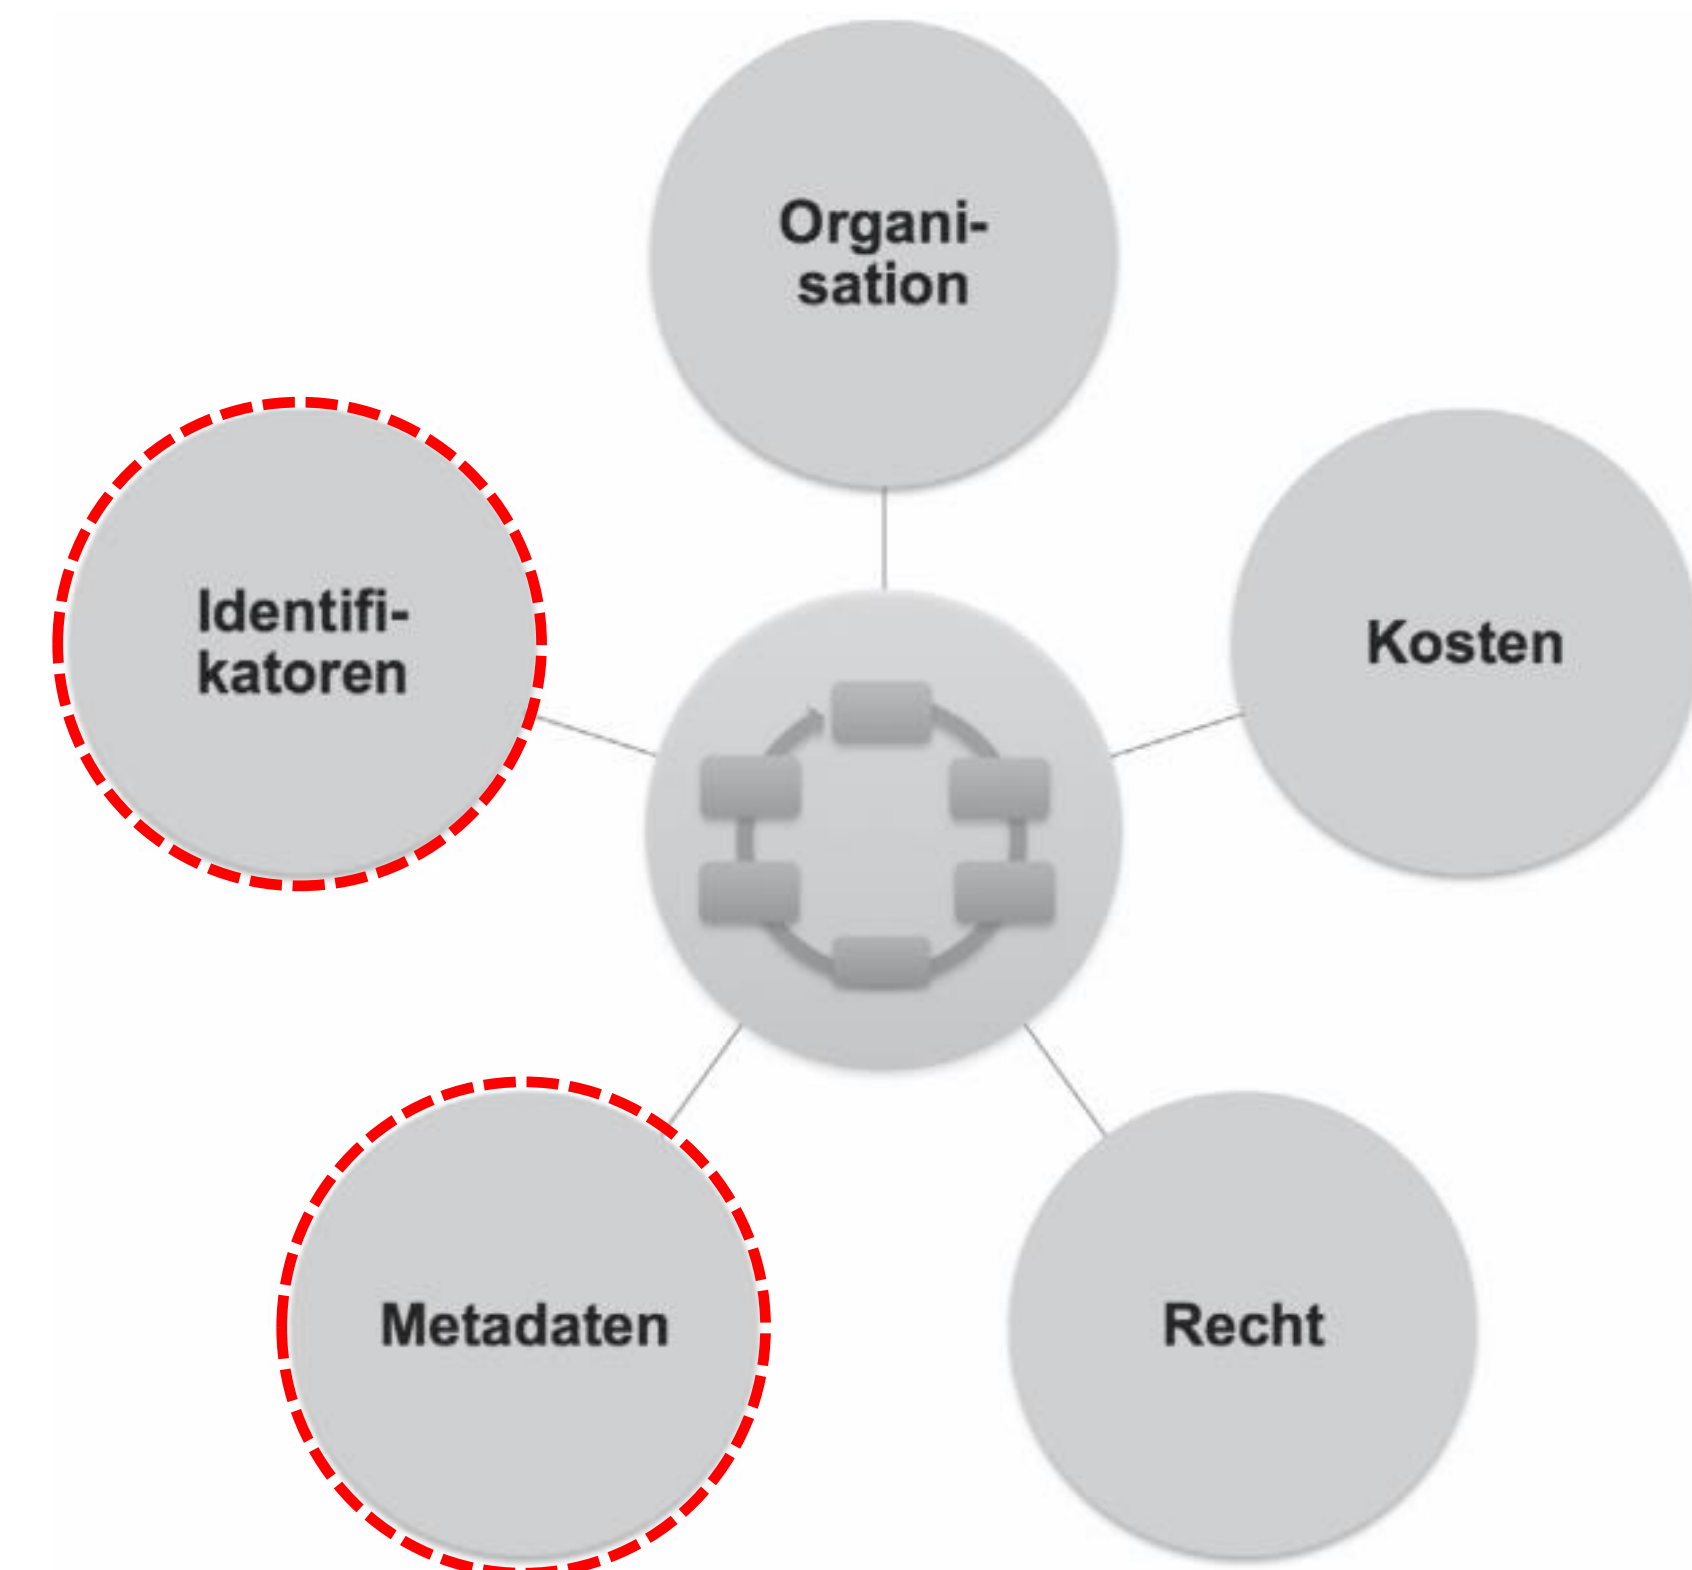 Organi-
sation
Identifi-
katoren
Kosten
Metadaten
Recht